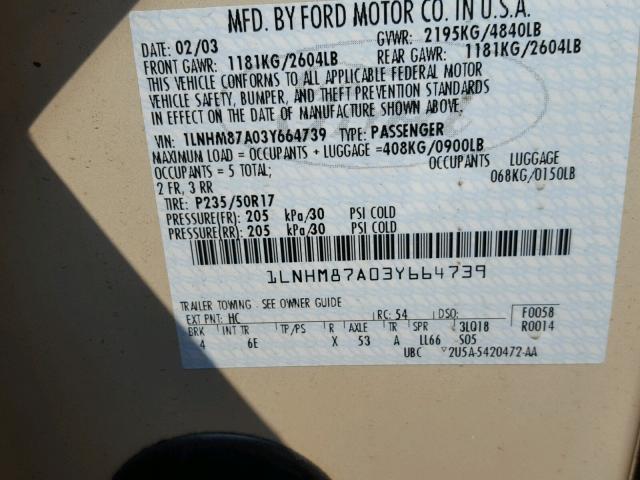 MFD. BY FORD MOTOR CO. IN U.S.A.
DATE: 02/03 GVWR: 2195KG/4840LB
FRONT GAWR: 1181KG/2604LB REAR GAWR: 1181KG/2604LB
THIS VEHICLE CONFORMS TO ALL APPLICABLE FEDERAL MOTOR
VEHICLE SAFETY, BUMPER, AND THEFT PREVENTION STANDARDS
IN EFFECT ON THE DATE OF MANUFACTURE SHOWN ABOVE.
VIN: 1LNHM87A03Y664739 TYPE: PASSENGER
MAXIMUM LOAD = OCCUPANTS + LUGGAGE = 408KG/0900LB
OCCUPANTS = 5 TOTAL; OCCUPANTS LUGGAGE
2 FR, 3 RR 068KG/0150LB
TIRE: P235/50R17
PRESSURE(FR): 205 kPa/30 PSI COLD
PRESSURE(RR): 205 kPa/30 PSI COLD
1LNHM87A03Y664739
TRAILER TOWING - SEE OWNER GUIDE
EXT PNT: HC RC: 54 DSO: F0058
BRK INT TR TP/PS R AXLE TR SPR 3LQ18 R0014
4 6E X 53 A LL66 S05
UBC 2U5A-5420472-AA